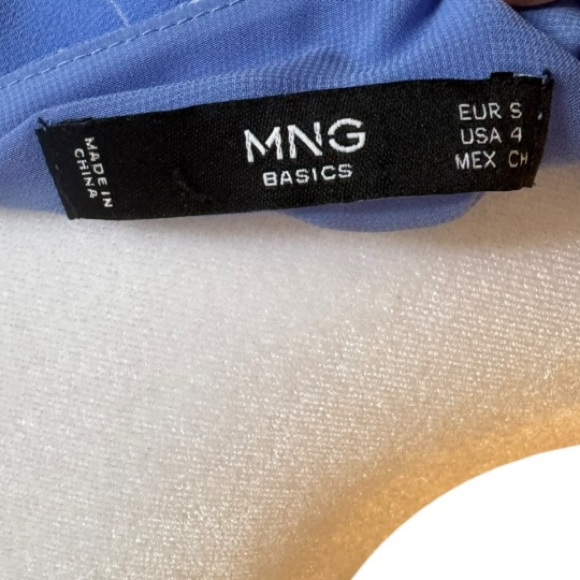 MADE IN
CHINA
MNG
BASICS
EUR S
USA 4
MEX CH